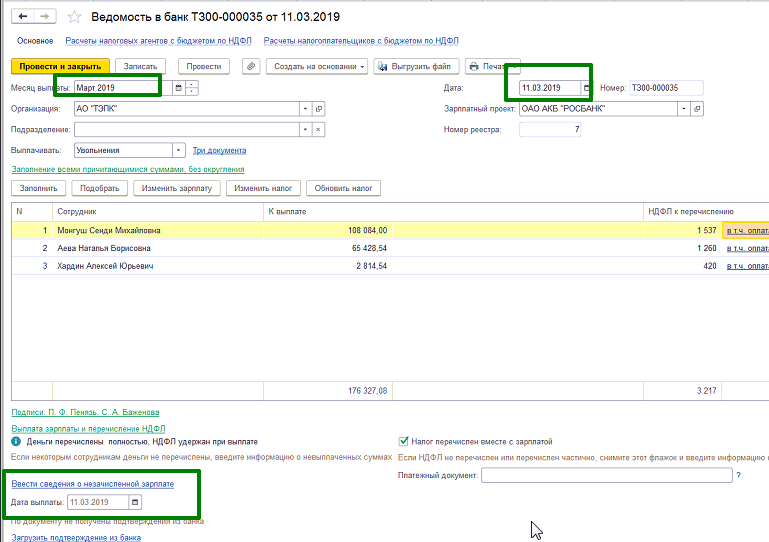 Ведомость в банк Т300-000035 от 11.03.2019
Основное Расчеты налоговых агентов с бюджетом по НДФЛ Расчеты налогоплательщиков с бюджетом по НДФЛ
Провести и закрыть Записать Провести Создать на основании Выгрузить файл Печать
Месяц выплаты: Март 2019 Дата: 11.03.2019 Номер: Т300-000035
Организация: АО "ТЭПК" Зарплатный проект: ОАО АКБ "РОСБАНК"
Подразделение: Номер реестра: 7
Выплачивать: Увольнения Три документа
Заполнение всеми причитающимися суммами, без округления
Заполнить Подобрать Изменить зарплату Изменить налог Обновить налог
N Сотрудник К выплате НДФЛ к перечислению
1 Монгуш Сенди Михайловна 108 084,00 1 537 в т.ч. оплат
2 Аева Наталья Борисовна 65 428,54 1 260 в т.ч. оплат
3 Хардин Алексей Юрьевич 2 814,54 420 в т.ч. оплат
176 327,08 3 217
Подписи: П. Ф. Пенязь, С. А. Баженова
Выплата зарплаты и перечисление НДФЛ
Деньги перечислены полностью, НДФЛ удержан при выплате Налог перечислен вместе с зарплатой
Если некоторым сотрудникам деньги не перечислены, введите информацию о невыплаченных суммах Если НДФЛ не перечислен или перечислен частично, снимите этот флажок и введите информацию о
Платежный документ: ?
Ввести сведения о незачисленной зарплате
Дата выплаты: 11.03.2019
По документу не получены подтверждения из банка
Загрузить подтверждение из банка